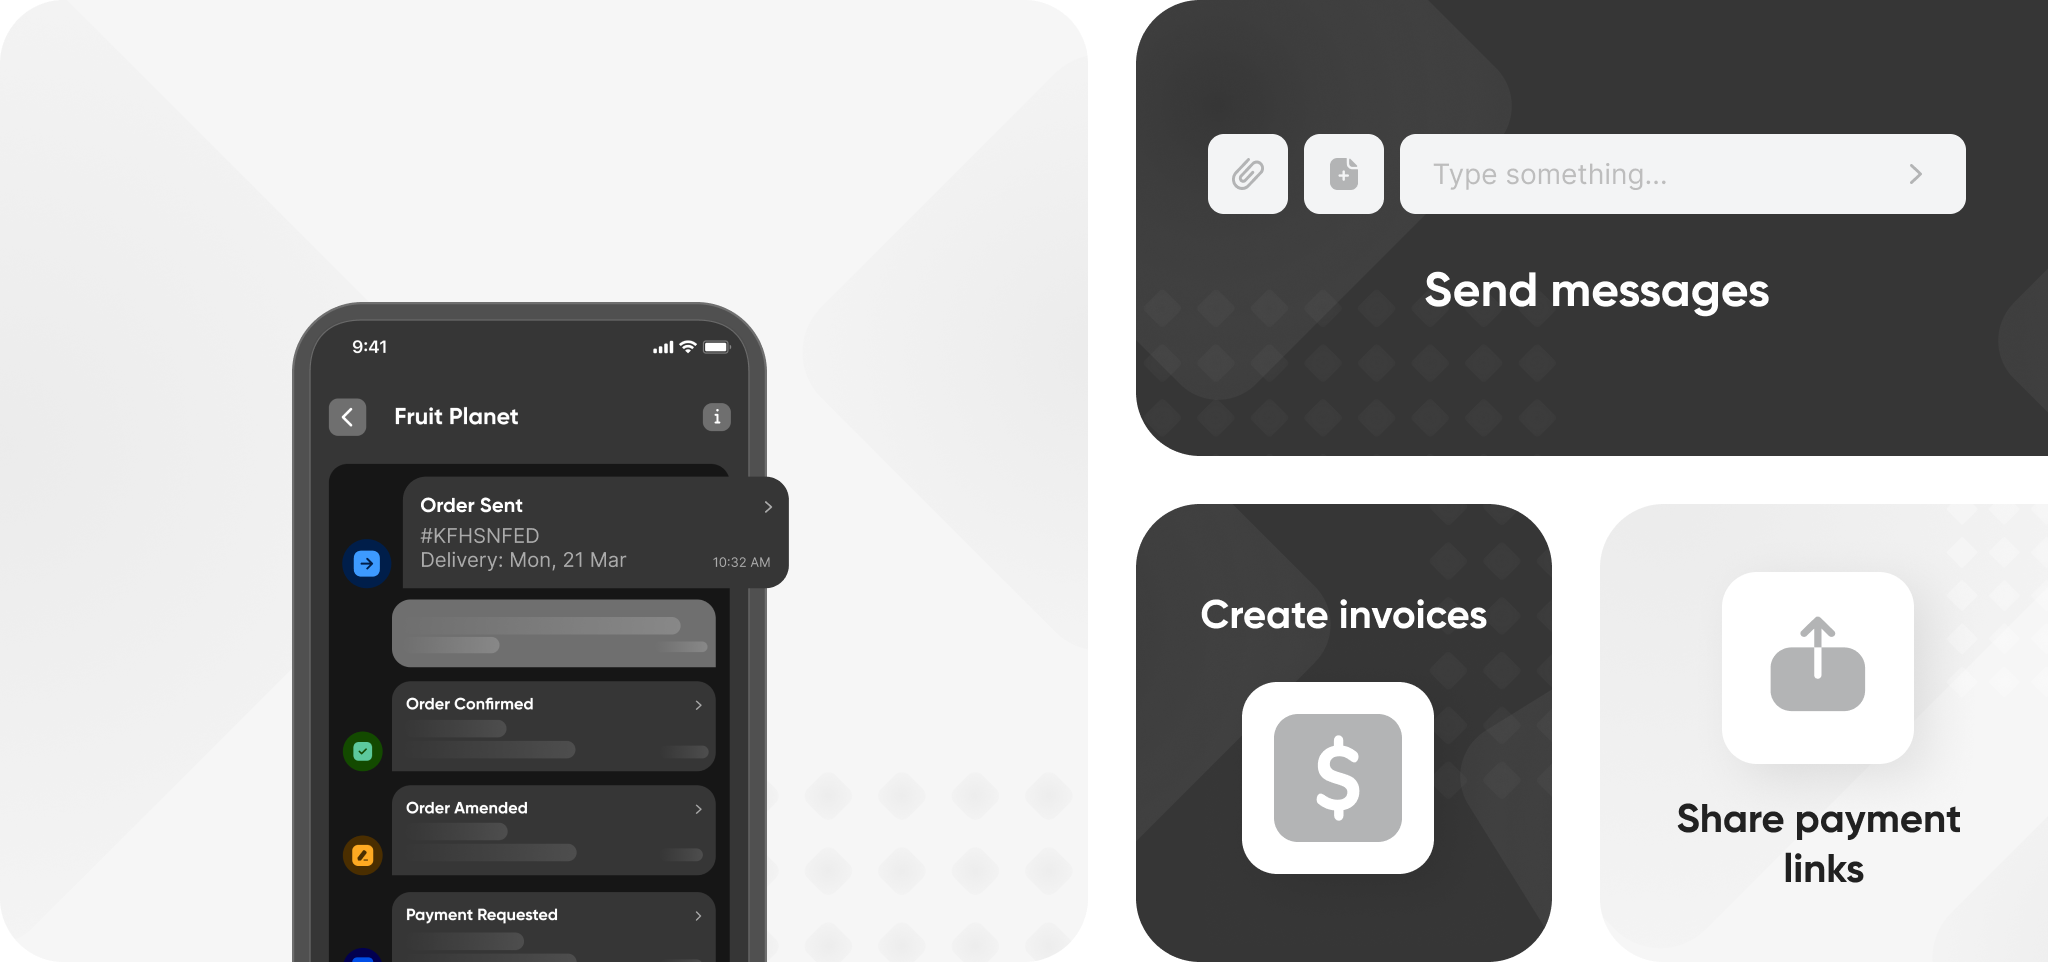 9:41
Fruit Planet
i
Order Sent
#KFHSNFED
Delivery: Mon, 21 Mar
10:32 AM
Order Confirmed
Order Amended
Payment Requested
Type something...
Send messages
Create invoices
$
Share payment
links